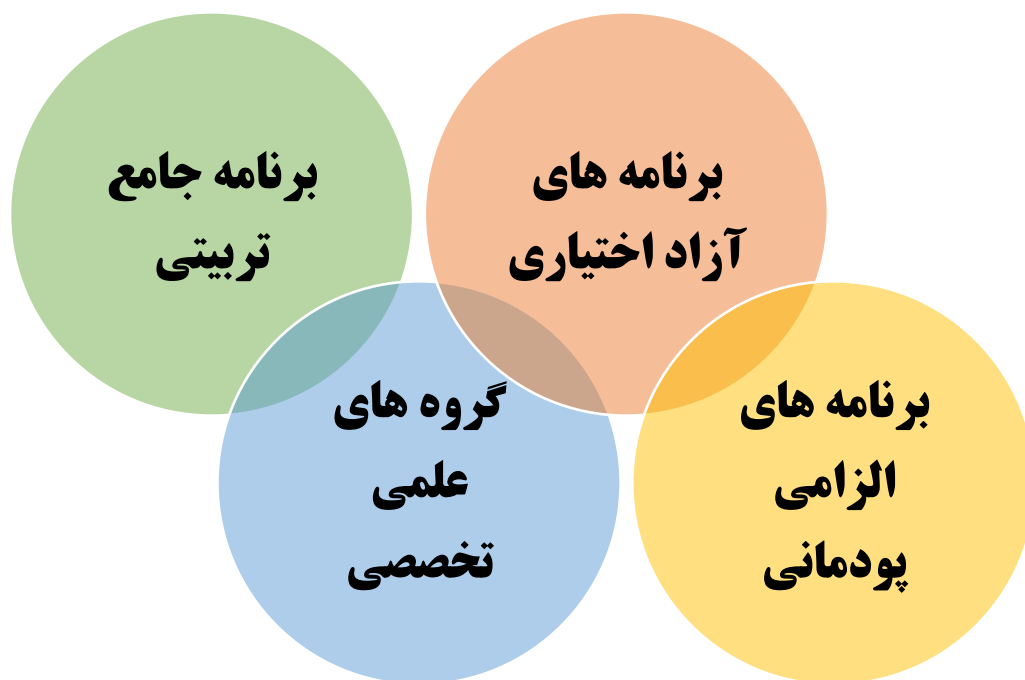 برنامه های
آزاد اختیاری
برنامه جامع
تربیتی
برنامه های
الزامی
پودمانی
گروه های
علمی
تخصصی